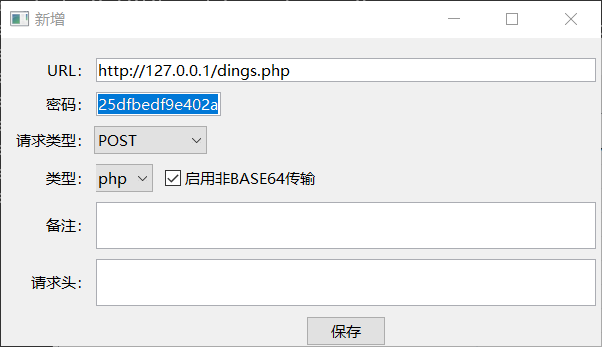 新增
URL： http://127.0.0.1/dings.php
密码： 25dfbedf9e402a
请求类型： POST
类型： php 启用非BASE64传输
备注：
请求头：
保存